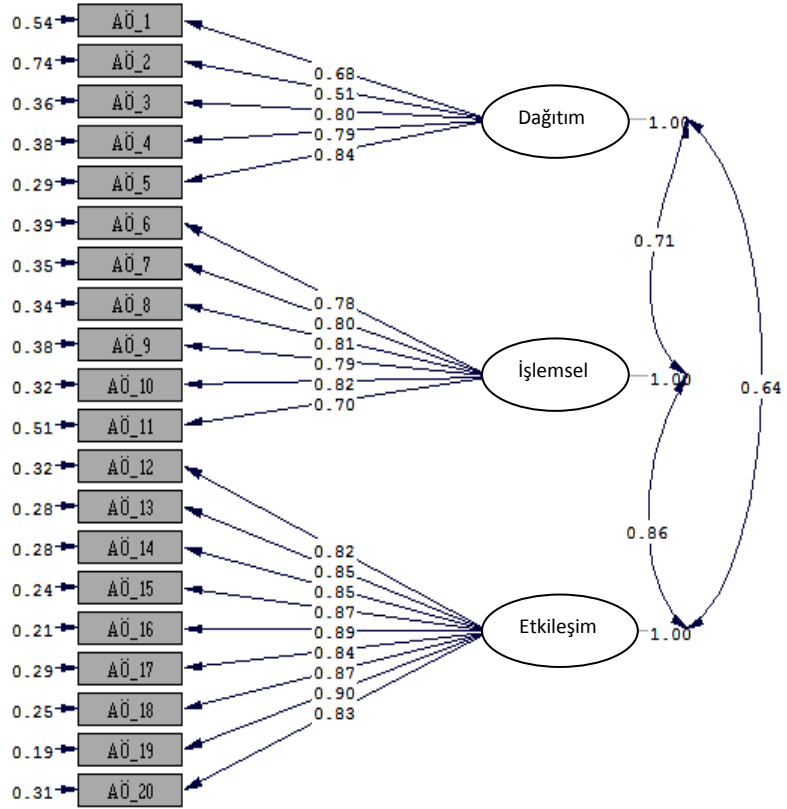 0.54 AÖ_1
0.74 AÖ_2
0.36 AÖ_3
0.38 AÖ_4
0.29 AÖ_5
0.39 AÖ_6
0.35 AÖ_7
0.34 AÖ_8
0.38 AÖ_9
0.32 AÖ_10
0.51 AÖ_11
0.32 AÖ_12
0.28 AÖ_13
0.28 AÖ_14
0.24 AÖ_15
0.21 AÖ_16
0.29 AÖ_17
0.25 AÖ_18
0.19 AÖ_19
0.31 AÖ_20
0.68
0.51
0.80
0.79
0.84
0.78
0.80
0.81
0.79
0.82
0.70
0.82
0.85
0.85
0.87
0.89
0.84
0.87
0.90
0.83
Dağıtım 1.00
İşlemsel 1.00
Etkileşim 1.00
0.71
0.64
0.86